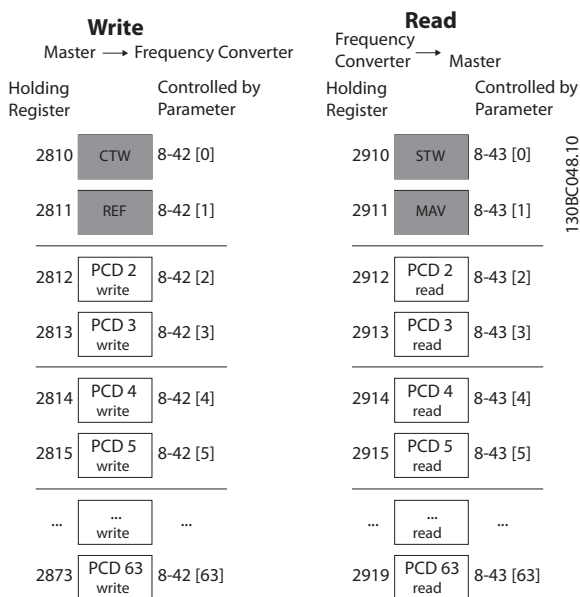 Write
Master → Frequency Converter
Holding Register
Controlled by Parameter
2810 CTW 8-42 [0]
2811 REF 8-42 [1]
2812 PCD 2 write 8-42 [2]
2813 PCD 3 write 8-42 [3]
2814 PCD 4 write 8-42 [4]
2815 PCD 5 write 8-42 [5]
... ... write ...
2873 PCD 63 write 8-42 [63]
Read
Frequency Converter → Master
Holding Register
Controlled by Parameter
2910 STW 8-43 [0]
2911 MAV 8-43 [1]
2912 PCD 2 read 8-43 [2]
2913 PCD 3 read 8-43 [3]
2914 PCD 4 read 8-43 [4]
2915 PCD 5 read 8-43 [5]
... ... read ...
2919 PCD 63 read 8-43 [63]
130BC048.10